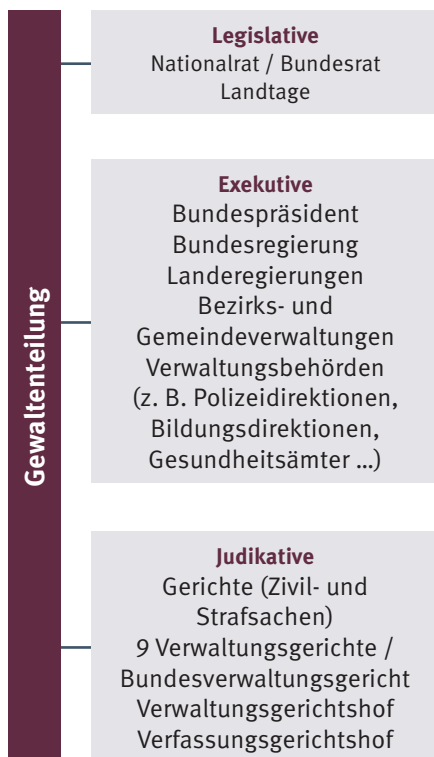 Gewaltenteilung
Legislative
Nationalrat / Bundesrat
Landtage
Exekutive
Bundespräsident
Bundesregierung
Landeregierungen
Bezirks- und
Gemeindeverwaltungen
Verwaltungsbehörden
(z. B. Polizeidirektionen,
Bildungsdirektionen,
Gesundheitsämter ...)
Judikative
Gerichte (Zivil- und
Strafsachen)
9 Verwaltungsgerichte /
Bundesverwaltungsgericht
Verwaltungsgerichtshof
Verfassungsgerichtshof